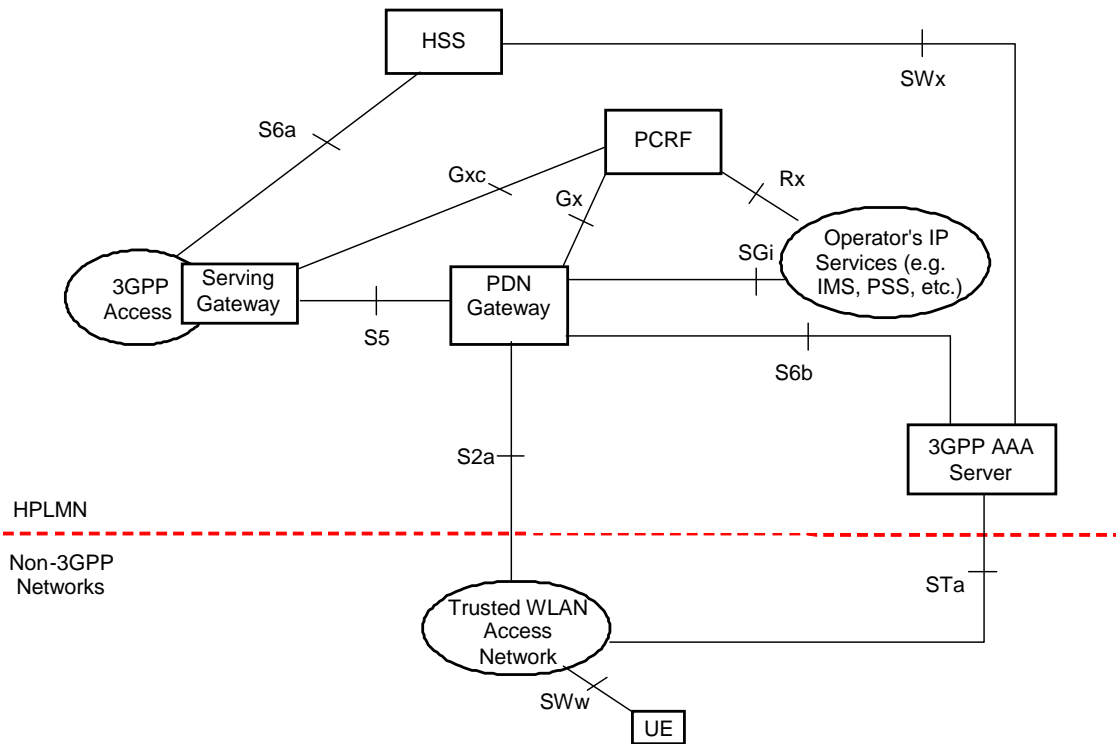 HSS
SWx
S6a
PCRF
Gxc
Rx
Gx
Operator's IP
Services (e.g.
IMS, PSS, etc.)
SGi
3GPP
Access
Serving
Gateway
PDN
Gateway
S5
S6b
S2a
3GPP AAA
Server
HPLMN
Non-3GPP
Networks
STa
Trusted WLAN
Access
Network
SWw
UE